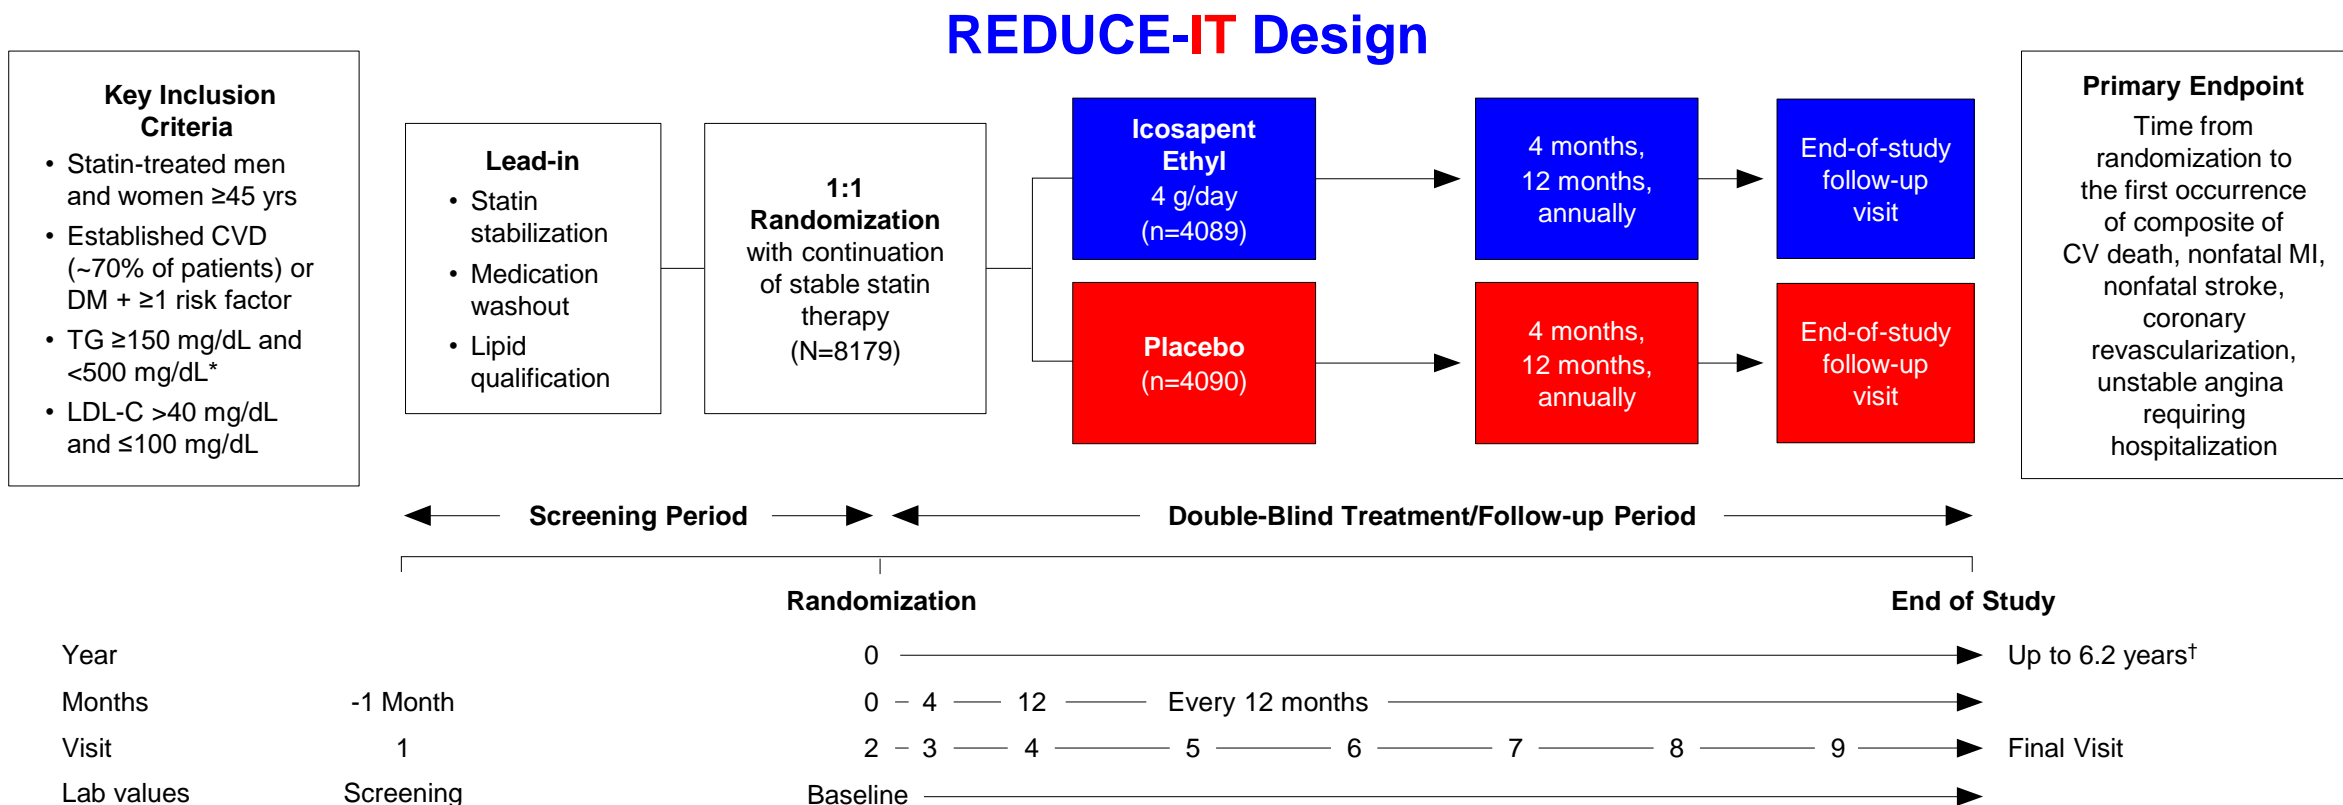 REDUCE-IT Design
Key Inclusion
Criteria
• Statin-treated men
and women ≥45 yrs
• Established CVD
(~70% of patients) or
DM + ≥1 risk factor
• TG ≥150 mg/dL and
<500 mg/dL*
• LDL-C >40 mg/dL
and ≤100 mg/dL
Lead-in
• Statin
stabilization
• Medication
washout
• Lipid
qualification
1:1
Randomization
with continuation
of stable statin
therapy
(N=8179)
Icosapent
Ethyl
4 g/day
(n=4089)
4 months,
12 months,
annually
End-of-study
follow-up
visit
Placebo
(n=4090)
4 months,
12 months,
annually
End-of-study
follow-up
visit
Primary Endpoint
Time from
randomization to
the first occurrence
of composite of
CV death, nonfatal MI,
nonfatal stroke,
coronary
revascularization,
unstable angina
requiring
hospitalization
Screening Period
Double-Blind Treatment/Follow-up Period
Randomization
End of Study
Year 0 Up to 6.2 years†
Months -1 Month 0 4 12 Every 12 months
Visit 1 2 3 4 5 6 7 8 9 Final Visit
Lab values Screening Baseline